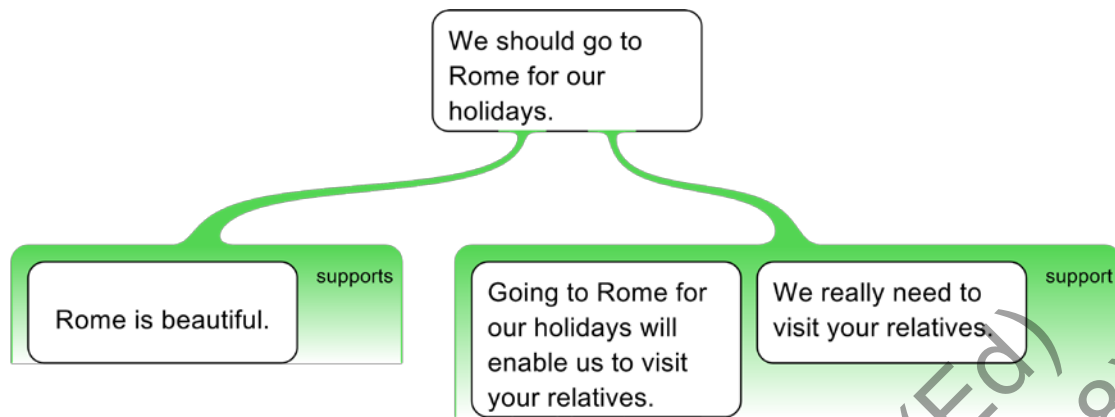 We should go to
Rome for our
holidays.
supports
Rome is beautiful.
Going to Rome for
our holidays will
enable us to visit
your relatives.
We really need to
visit your relatives.
support
Ed)